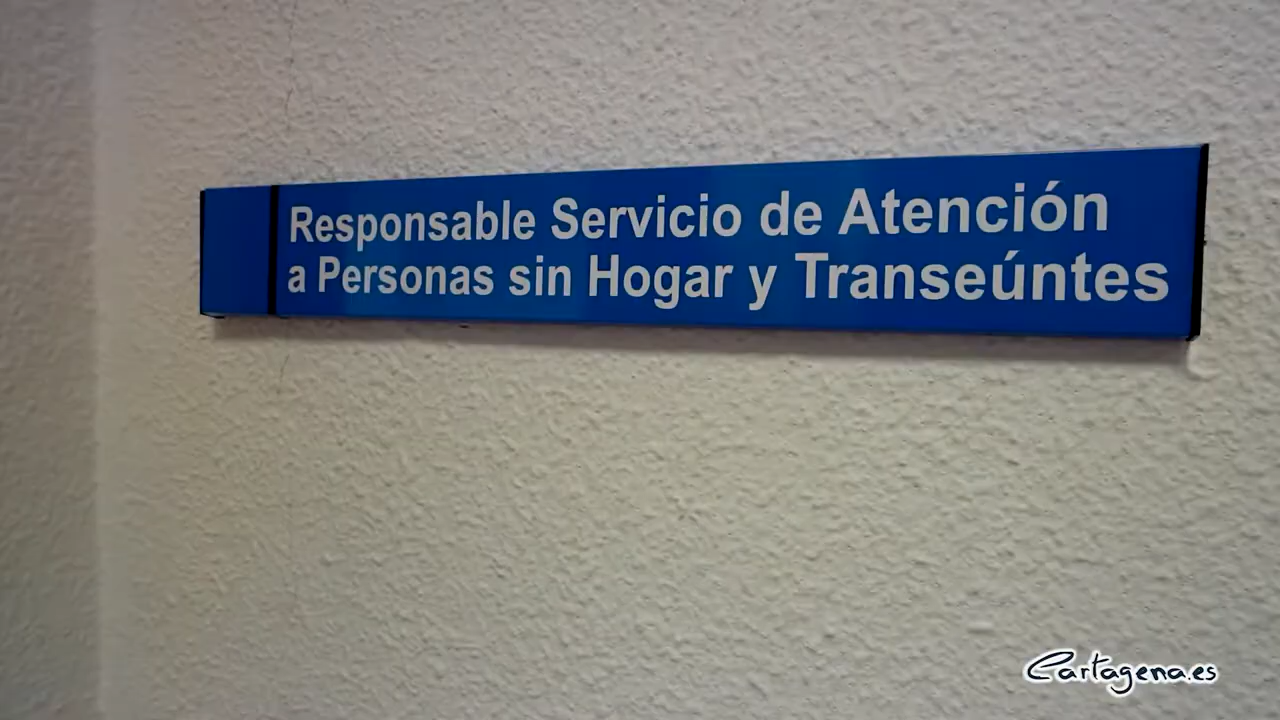 Responsable Servicio de Atención
a Personas sin Hogar y Transeúntes
Cartagena.es